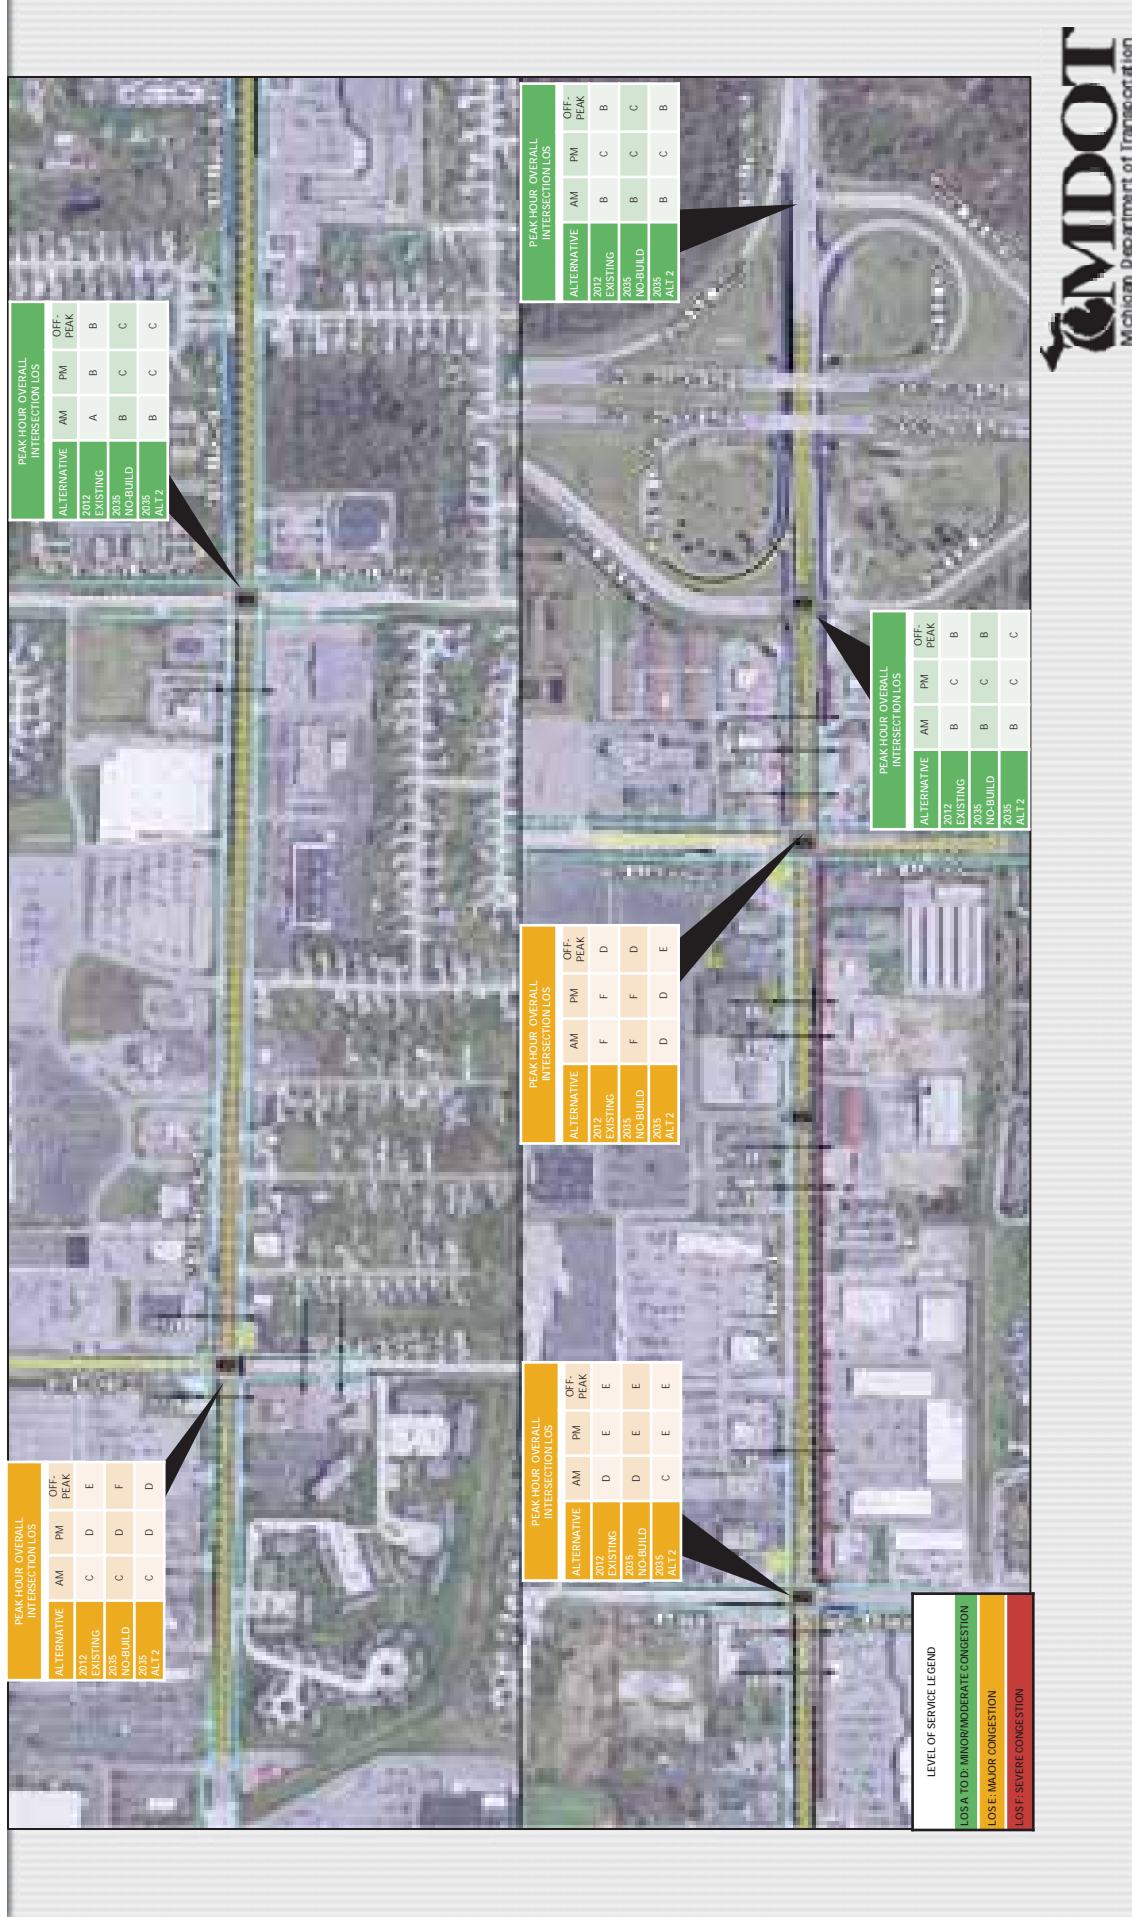 PEAK HOUR OVERALL
INTERSECTION LOS
ALTERNATIVE AM PM OFF-
PEAK
2012
EXISTING C D E
2035
NO-BUILD C D F
2035
ALT 2 C D D
PEAK HOUR OVERALL
INTERSECTION LOS
ALTERNATIVE AM PM OFF-
PEAK
2012
EXISTING A B B
2035
NO-BUILD B C C
2035
ALT 2 B C C
PEAK HOUR OVERALL
INTERSECTION LOS
ALTERNATIVE AM PM OFF-
PEAK
2012
EXISTING D E E
2035
NO-BUILD D E E
2035
ALT 2 C E E
PEAK HOUR OVERALL
INTERSECTION LOS
ALTERNATIVE AM PM OFF-
PEAK
2012
EXISTING F F D
2035
NO-BUILD F F D
2035
ALT 2 D D E
PEAK HOUR OVERALL
INTERSECTION LOS
ALTERNATIVE AM PM OFF-
PEAK
2012
EXISTING B C B
2035
NO-BUILD B C C
2035
ALT 2 B C B
PEAK HOUR OVERALL
INTERSECTION LOS
ALTERNATIVE AM PM OFF-
PEAK
2012
EXISTING B C B
2035
NO-BUILD B C B
2035
ALT 2 B C C
LEVEL OF SERVICE LEGEND
LOS A TO D: MINOR/MODERATE CONGESTION
LOS E: MAJOR CONGESTION
LOS F: SEVERE CONGESTION
MDOT
Michigan Department of Transportation